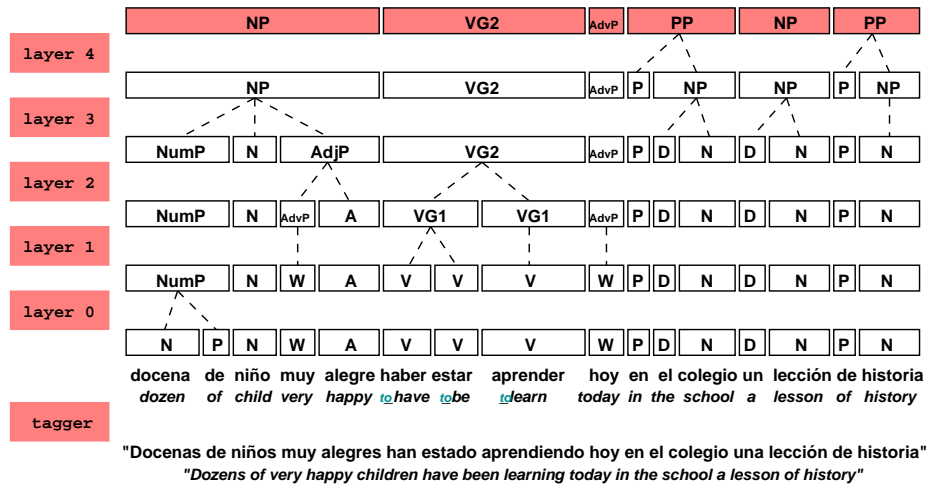 NP VG2 AdvP PP NP PP
layer 4
NP VG2 AdvP P NP NP P NP
layer 3
NumP N AdjP VG2 AdvP P D N D N P N
layer 2
NumP N AdvP A VG1 VG1 AdvP P D N D N P N
layer 1
NumP N W A V V V W P D N D N P N
layer 0
N P N W A V V V W P D N D N P N
docena de niño muy alegre haber estar aprender hoy en el colegio un lección de historia
dozen of child very happy to have to be to learn today in the school a lesson of history
tagger
"Docenas de niños muy alegres han estado aprendiendo hoy en el colegio una lección de historia"
"Dozens of very happy children have been learning today in the school a lesson of history"